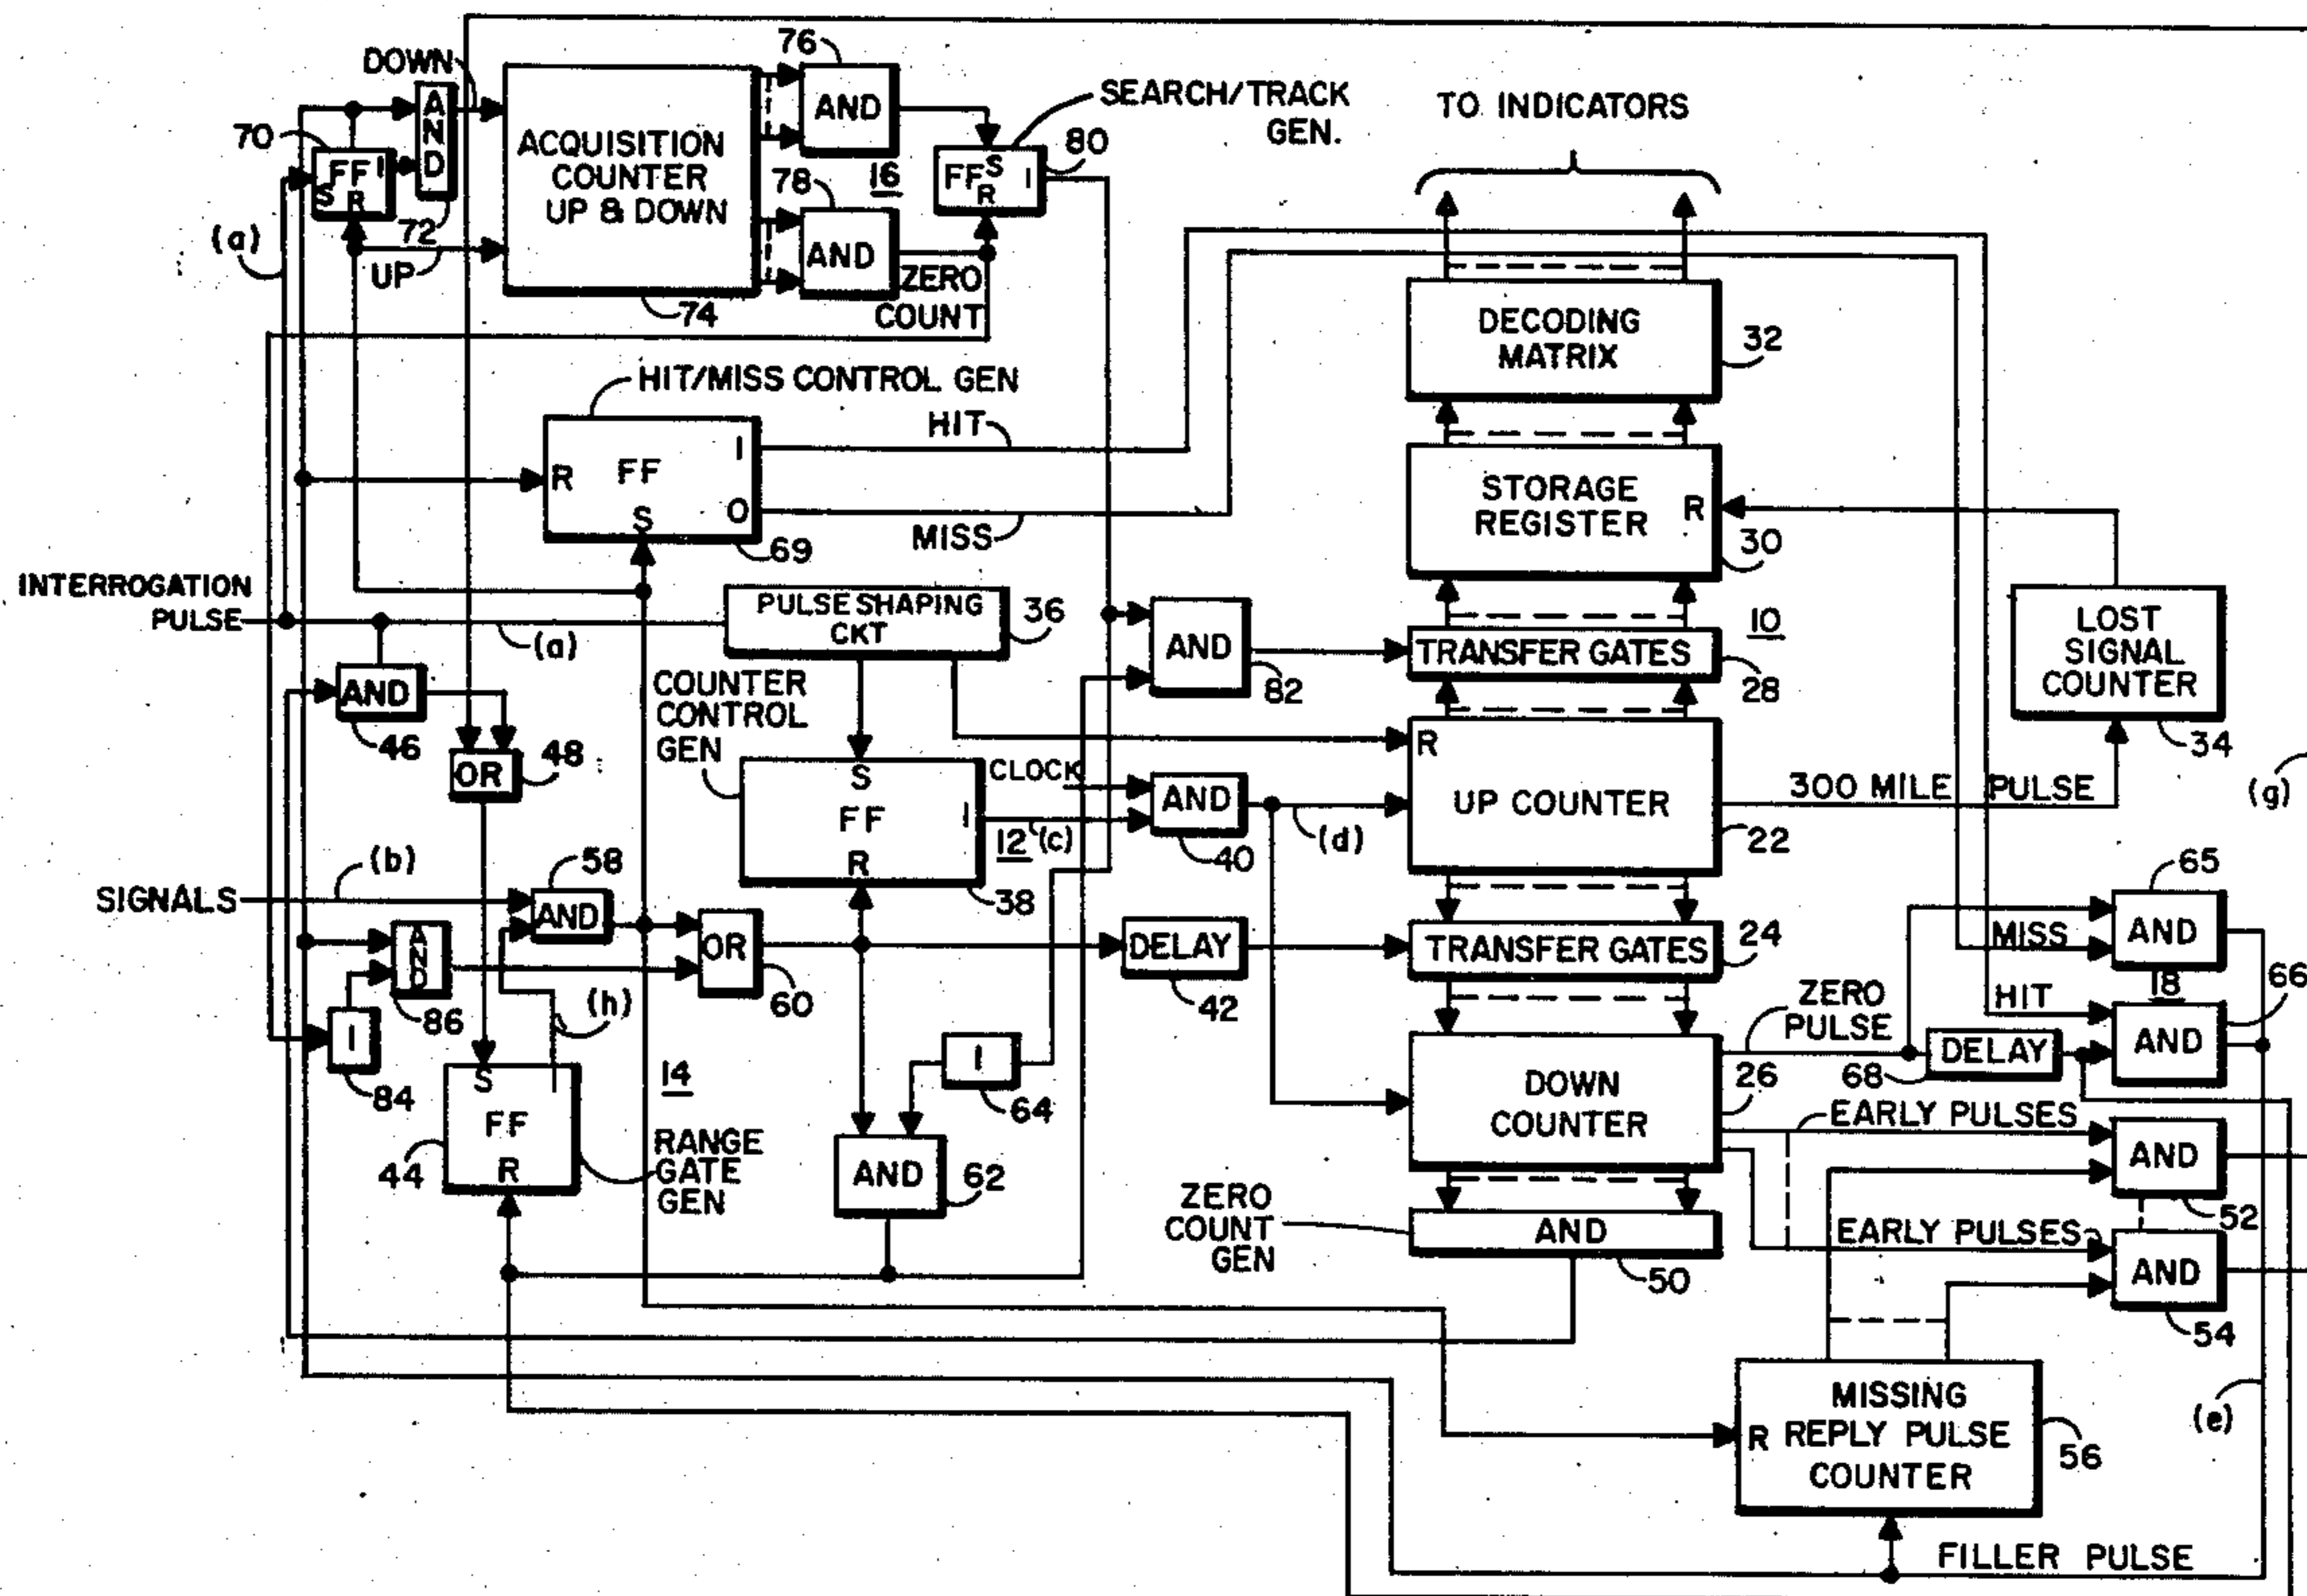 DOWN
76
AND
SEARCH/TRACK
GEN.
TO INDICATORS
70
A
N
D
FF
I
S
R
72
ACQUISITION
COUNTER
UP & DOWN
74
78
16
AND
ZERO
COUNT
FF
S
R
I
80
(a)
UP
DECODING
MATRIX
32
HIT/MISS CONTROL GEN
HIT
R
FF
S
I
O
69
MISS
STORAGE
REGISTER
R
30
INTERROGATION
PULSE
(a)
PULSE SHAPING
CKT
36
AND
82
10
TRANSFER GATES
28
LOST
SIGNAL
COUNTER
34
AND
46
COUNTER
CONTROL
GEN
OR
48
S
FF
R
I
38
CLOCK
12
(c)
AND
40
(d)
R
UP COUNTER
22
300 MILE PULSE
(g)
(b)
SIGNALS
58
AND
A
N
D
86
OR
60
DELAY
42
TRANSFER GATES
24
65
AND
MISS
18
HIT
66
AND
I
84
(h)
14
S
FF
R
44
RANGE
GATE
GEN
I
64
AND
62
DOWN
COUNTER
26
ZERO
PULSE
DELAY
68
EARLY PULSES
AND
52
EARLY PULSES
AND
54
ZERO
COUNT
GEN
AND
50
MISSING
R REPLY PULSE
COUNTER
56
(e)
FILLER PULSE